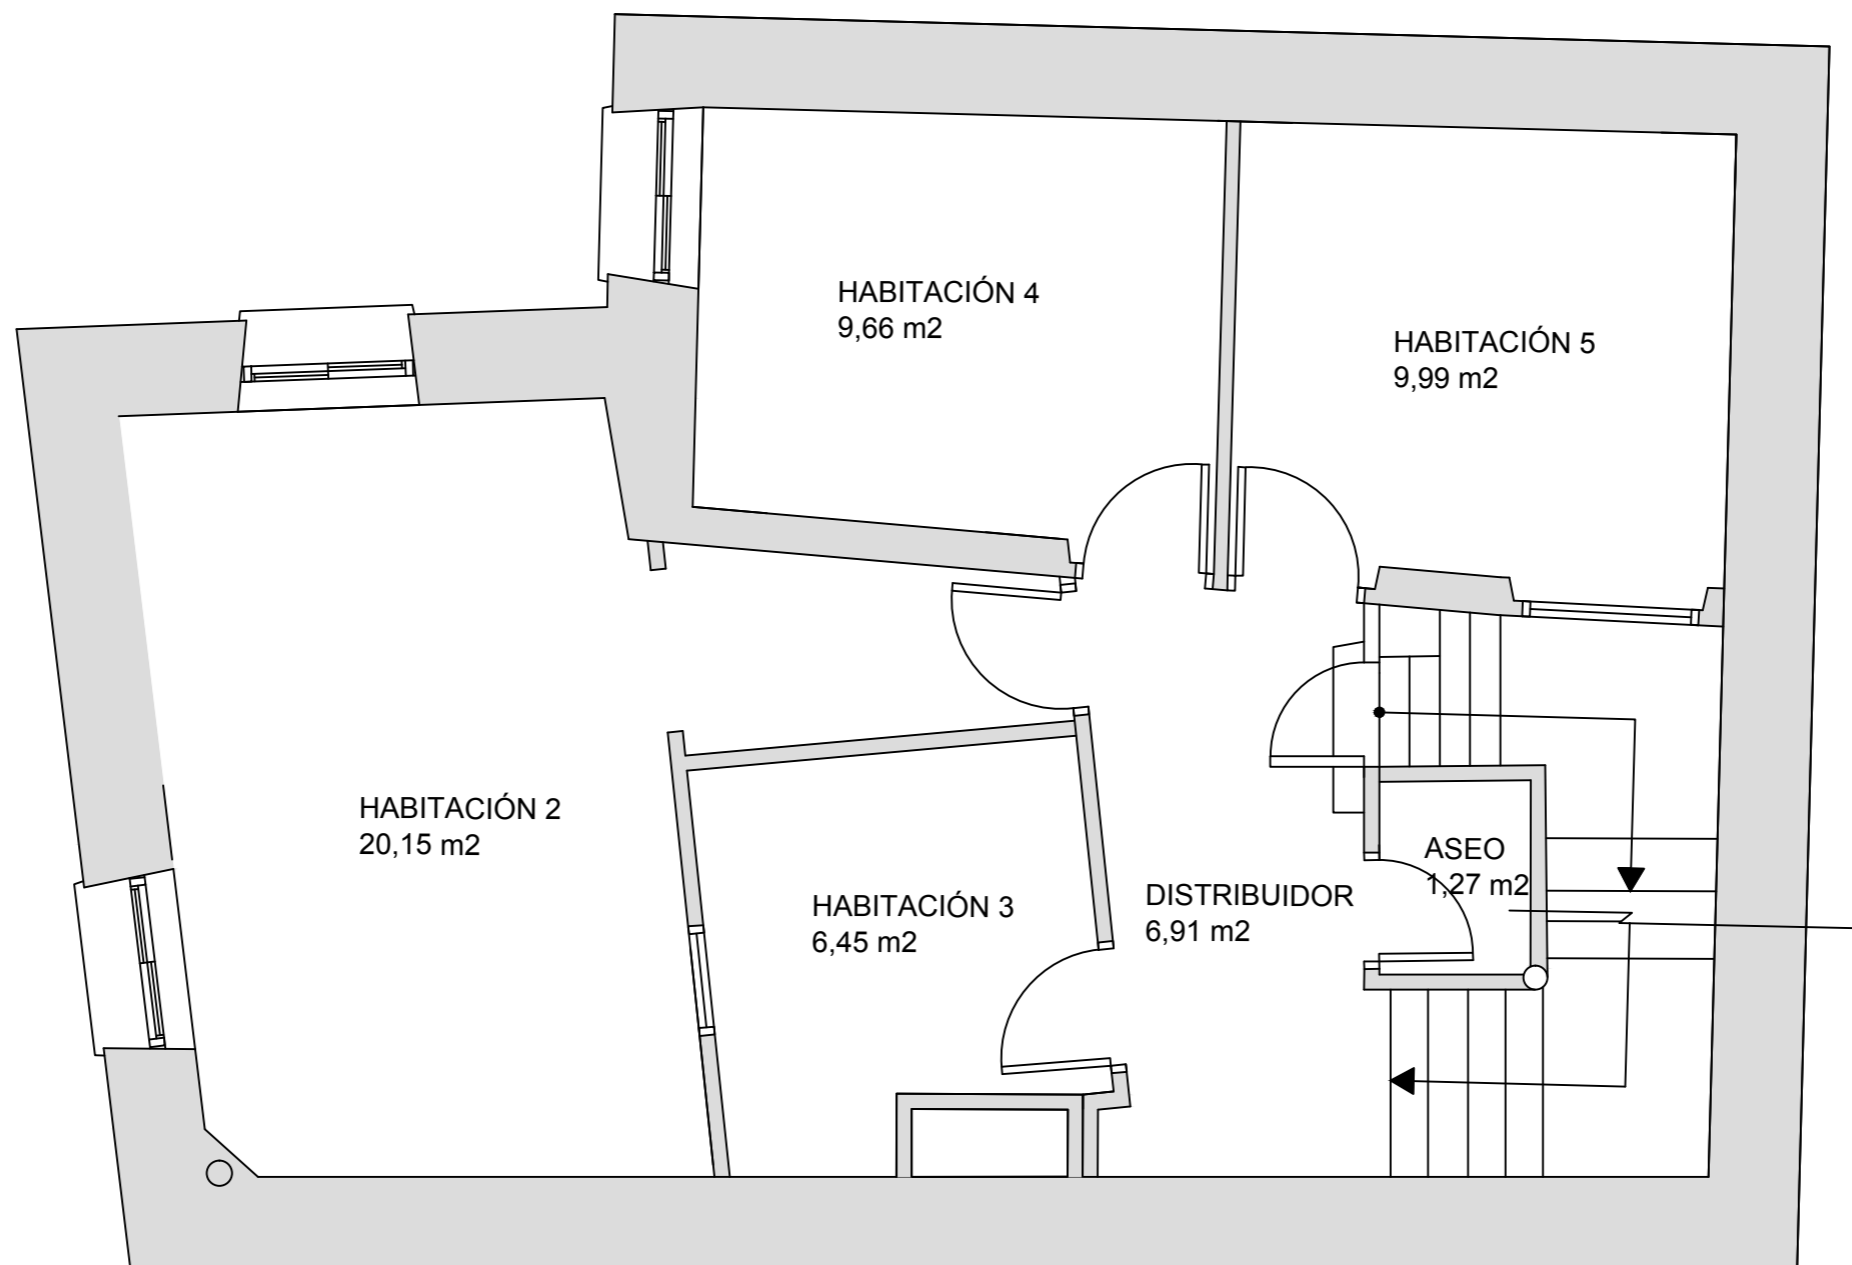 HABITACIÓN 4
9,66 m2
HABITACIÓN 5
9,99 m2
HABITACIÓN 2
20,15 m2
HABITACIÓN 3
6,45 m2
DISTRIBUIDOR
6,91 m2
ASEO
1,27 m2